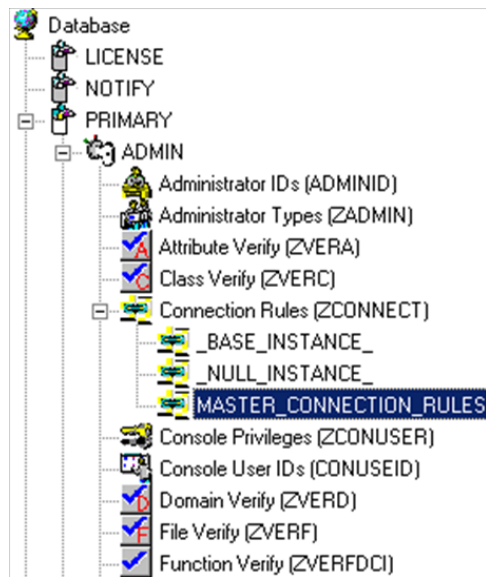 Database
LICENSE
NOTIFY
PRIMARY
ADMIN
Administrator IDs (ADMINID)
Administrator Types (ZADMIN)
Attribute Verify (ZVERA)
Class Verify (ZVERC)
Connection Rules (ZCONNECT)
_BASE_INSTANCE_
_NULL_INSTANCE_
MASTER_CONNECTION_RULES
Console Privileges (ZCONUSER)
Console User IDs (CONUSEID)
Domain Verify (ZVERD)
File Verify (ZVERF)
Function Verify (ZVERFDCI)